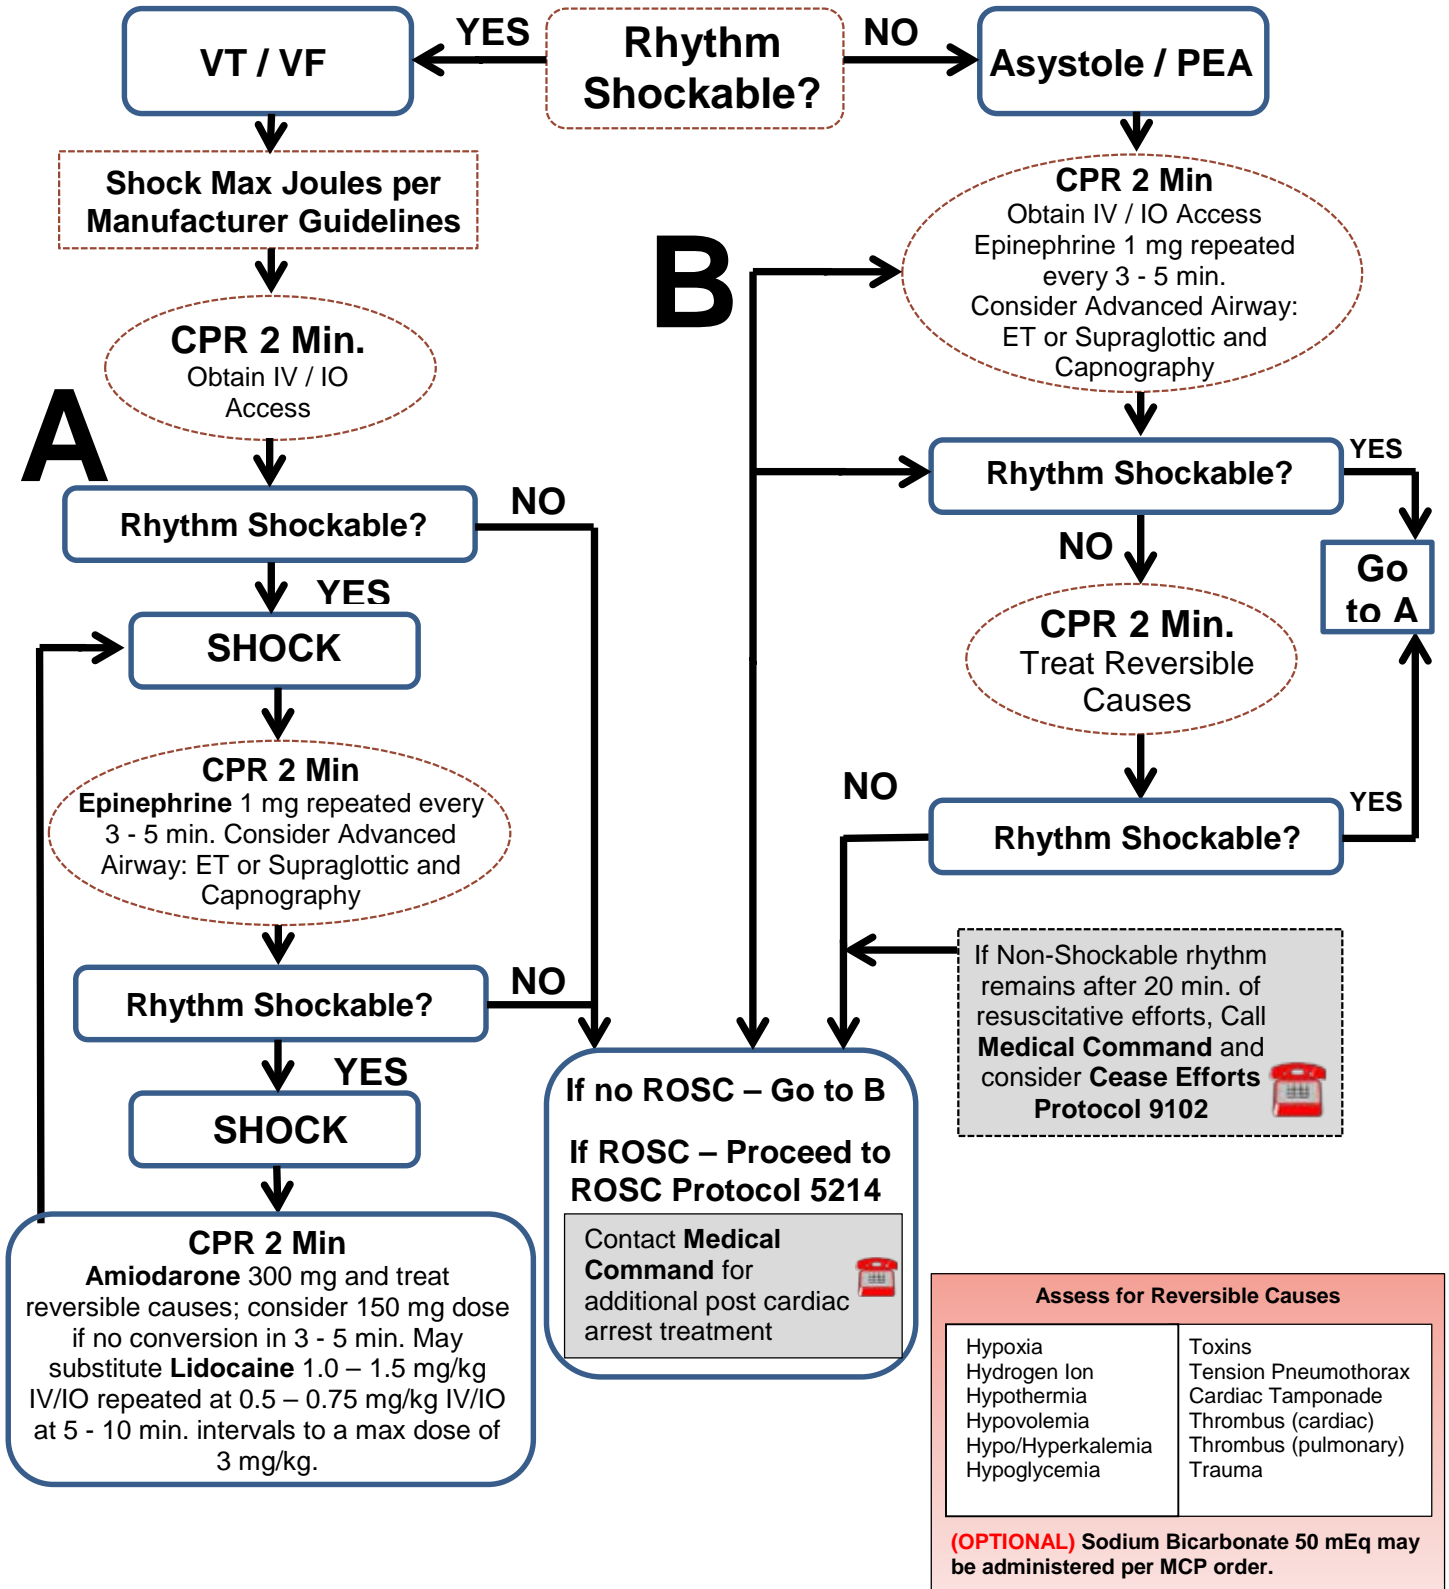 YES
Rhythm
Shockable?
NO
VT / VF
Asystole / PEA
Shock Max Joules per
Manufacturer Guidelines
CPR 2 Min.
Obtain IV / IO
Access
A
Rhythm Shockable?
NO
YES
SHOCK
CPR 2 Min
Epinephrine 1 mg repeated every
3 - 5 min. Consider Advanced
Airway: ET or Supraglottic and
Capnography
Rhythm Shockable?
NO
YES
SHOCK
CPR 2 Min
Amiodarone 300 mg and treat
reversible causes; consider 150 mg dose
if no conversion in 3 - 5 min. May
substitute Lidocaine 1.0 – 1.5 mg/kg
IV/IO repeated at 0.5 – 0.75 mg/kg IV/IO
at 5 - 10 min. intervals to a max dose of
3 mg/kg.
B
CPR 2 Min
Obtain IV / IO Access
Epinephrine 1 mg repeated
every 3 - 5 min.
Consider Advanced Airway:
ET or Supraglottic and
Capnography
Rhythm Shockable?
YES
NO
Go
to A
CPR 2 Min.
Treat Reversible
Causes
NO
Rhythm Shockable?
YES
If Non-Shockable rhythm
remains after 20 min. of
resuscitative efforts, Call
Medical Command and
consider Cease Efforts
Protocol 9102
If no ROSC – Go to B
If ROSC – Proceed to
ROSC Protocol 5214
Contact Medical
Command for
additional post cardiac
arrest treatment
Assess for Reversible Causes
Hypoxia
Hydrogen Ion
Hypothermia
Hypovolemia
Hypo/Hyperkalemia
Hypoglycemia
Toxins
Tension Pneumothorax
Cardiac Tamponade
Thrombus (cardiac)
Thrombus (pulmonary)
Trauma
(OPTIONAL) Sodium Bicarbonate 50 mEq may
be administered per MCP order.